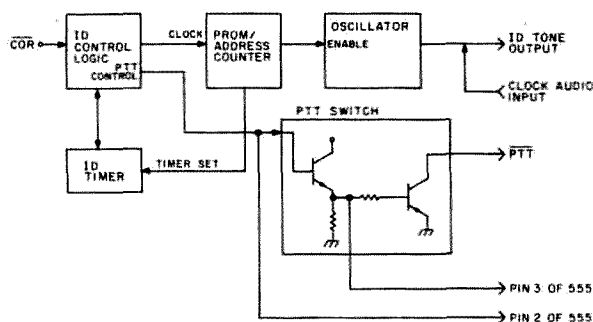 COR
ID
CONTROL
LOGIC
PTT
CONTROL
CLOCK
PROM/
ADDRESS
COUNTER
OSCILLATOR
ENABLE
ID TONE
OUTPUT
CLOCK AUDIO
INPUT
PTT SWITCH
PTT
ID
TIMER
TIMER SET
PIN 3 OF 555
PIN 2 OF 555